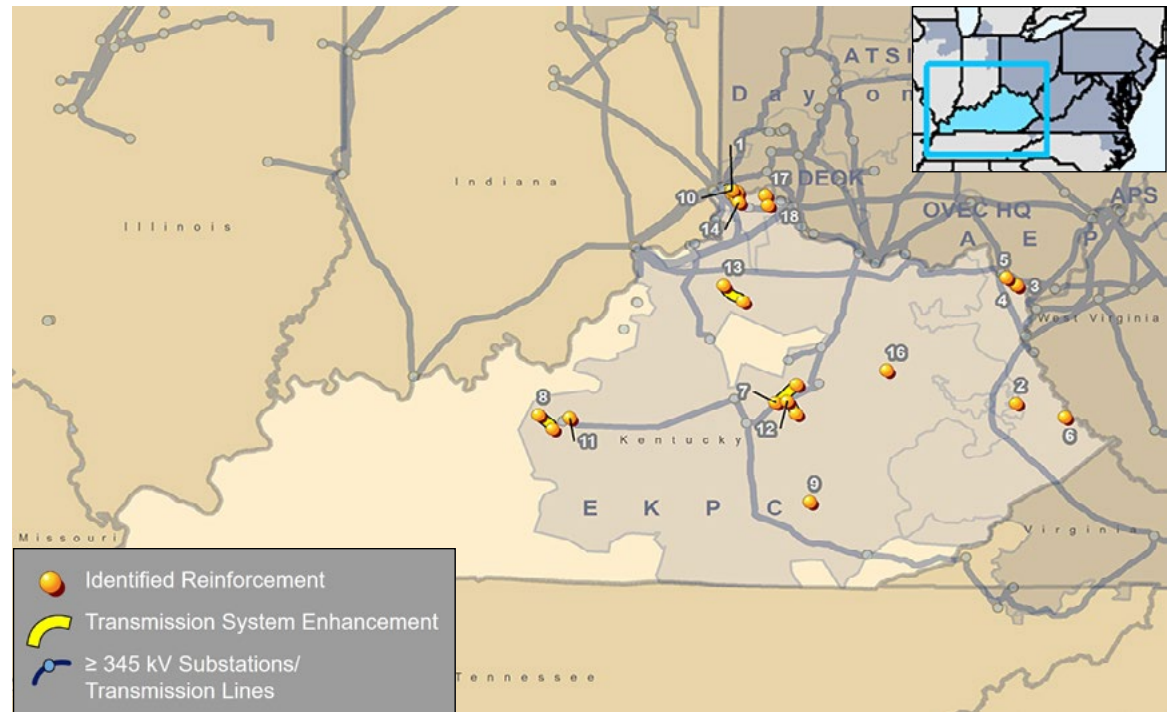 ATSI
Dayton
1
Indiana
17
DEOK
10
APS
OVEC HQ
Illinois
14
18
AEP
13
5
3
4
West Virginia
16
8
7
2
11
Kentucky
12
6
9
EKPC
Missouri
Virginia
Identified Reinforcement
Transmission System Enhancement
≥ 345 kV Substations/
Transmission Lines
Tennessee